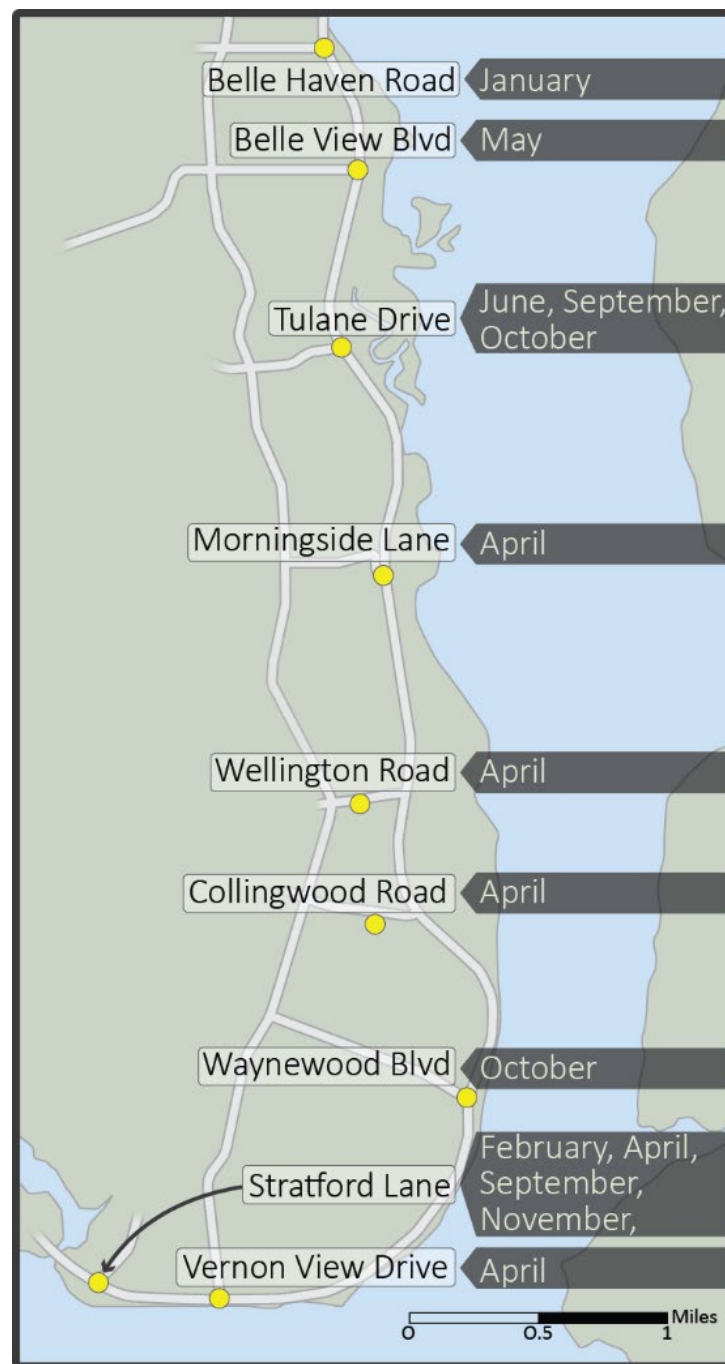 Belle Haven Road
January
Belle View Blvd
May
Tulane Drive
June, September,
October
Morningside Lane
April
Wellington Road
April
Collingwood Road
April
Waynewood Blvd
October
Stratford Lane
February, April,
September,
November,
Vernon View Drive
April
0 0.5 1 Miles